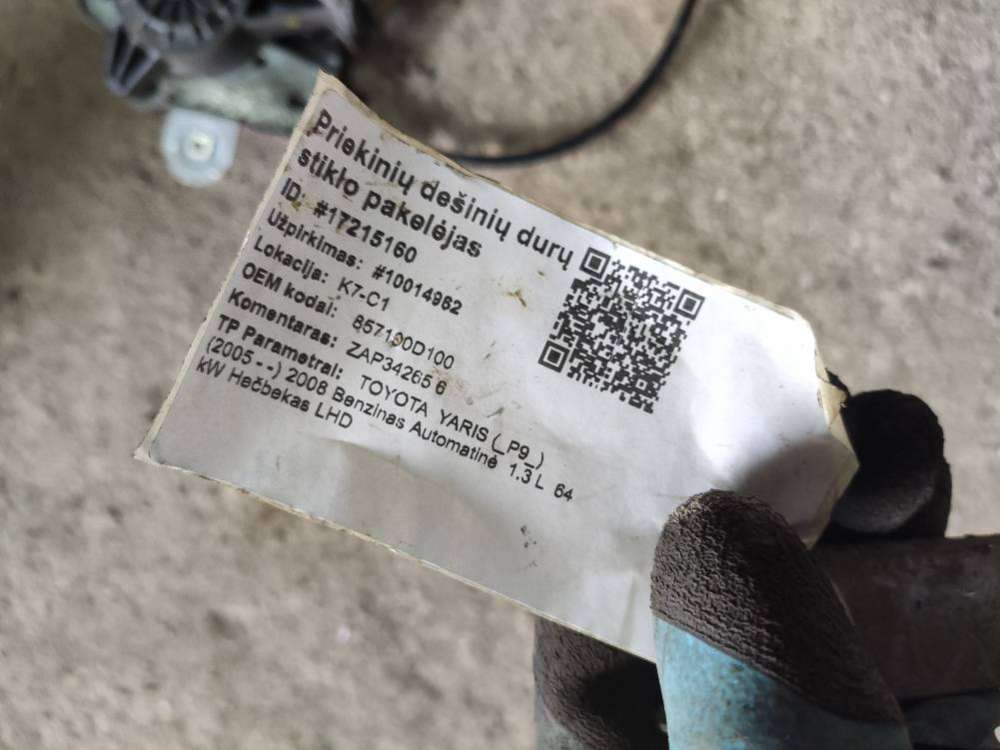 Priekinių dešinių durų
stiklo pakelėjas
ID: #17215160
Užpirkimas: #10014962
Lokacija: K7-C1
OEM kodai: 857190D100
Komentaras: ZAP34265 6
TP Parametrai: TOYOTA YARIS (_P9_)
(2005 - -) 2008 Benzinas Automatinė 1.3 L 64
kW Hečbekas LHD